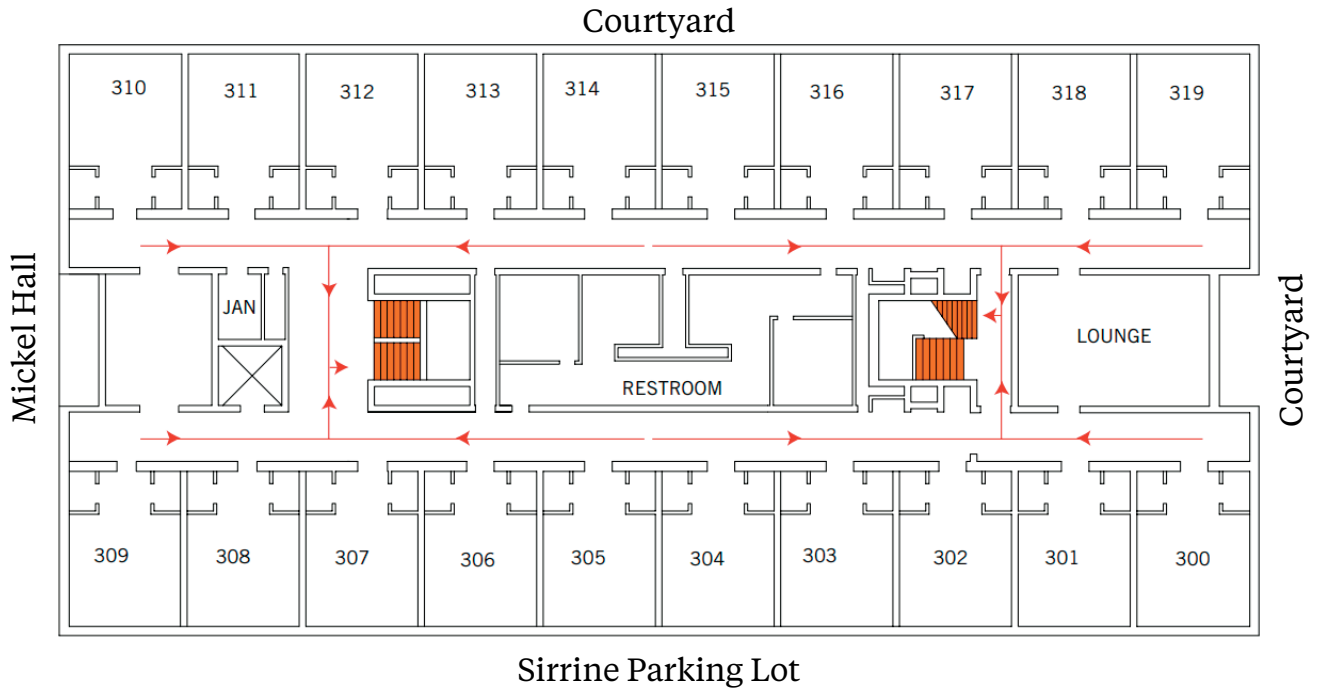 Courtyard
310 311 312 313 314 315 316 317 318 319
Mickel Hall
JAN
RESTROOM
LOUNGE
Courtyard
309 308 307 306 305 304 303 302 301 300
Sirrine Parking Lot